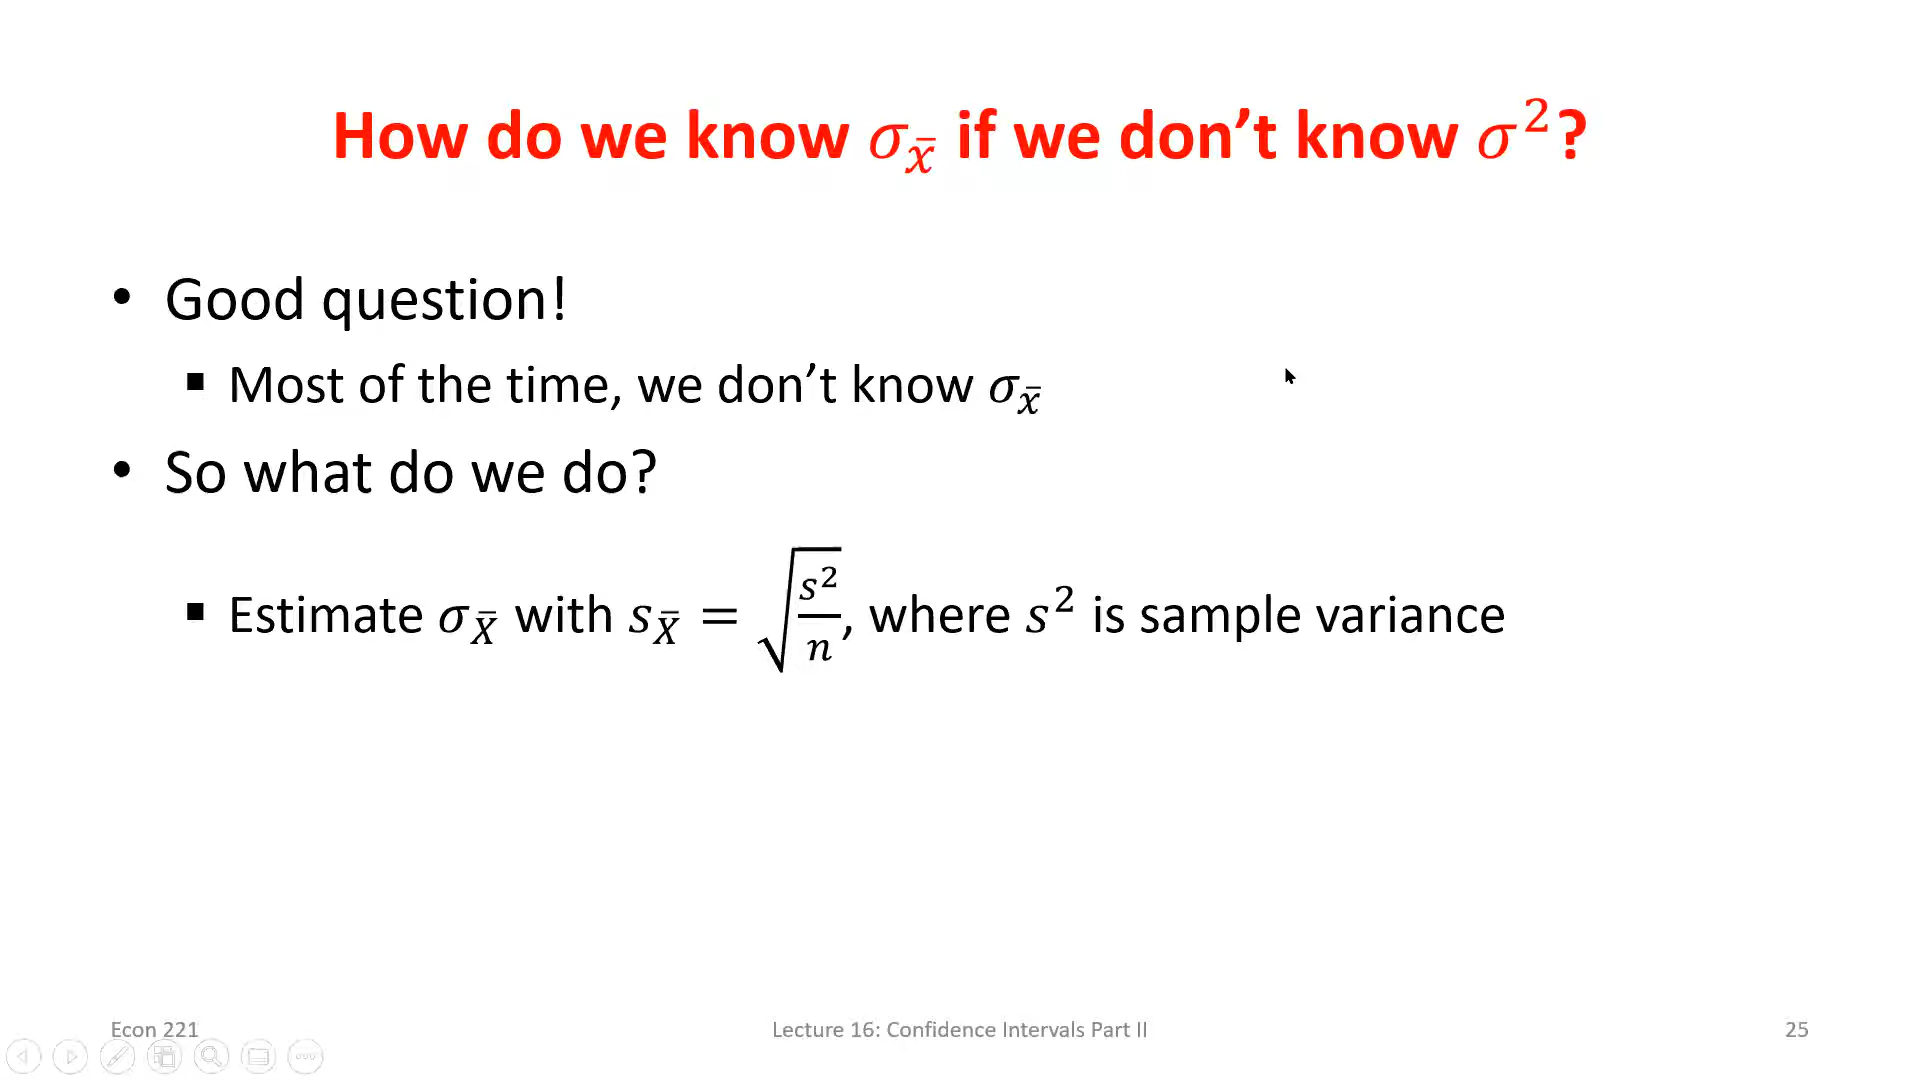 How do we know σ_x̄ if we don’t know σ²?
• Good question!
▪ Most of the time, we don’t know σ_x̄
• So what do we do?
▪ Estimate σ_X̄ with s_X̄ = √(s²/n), where s² is sample variance
Econ 221
Lecture 16: Confidence Intervals Part II
25